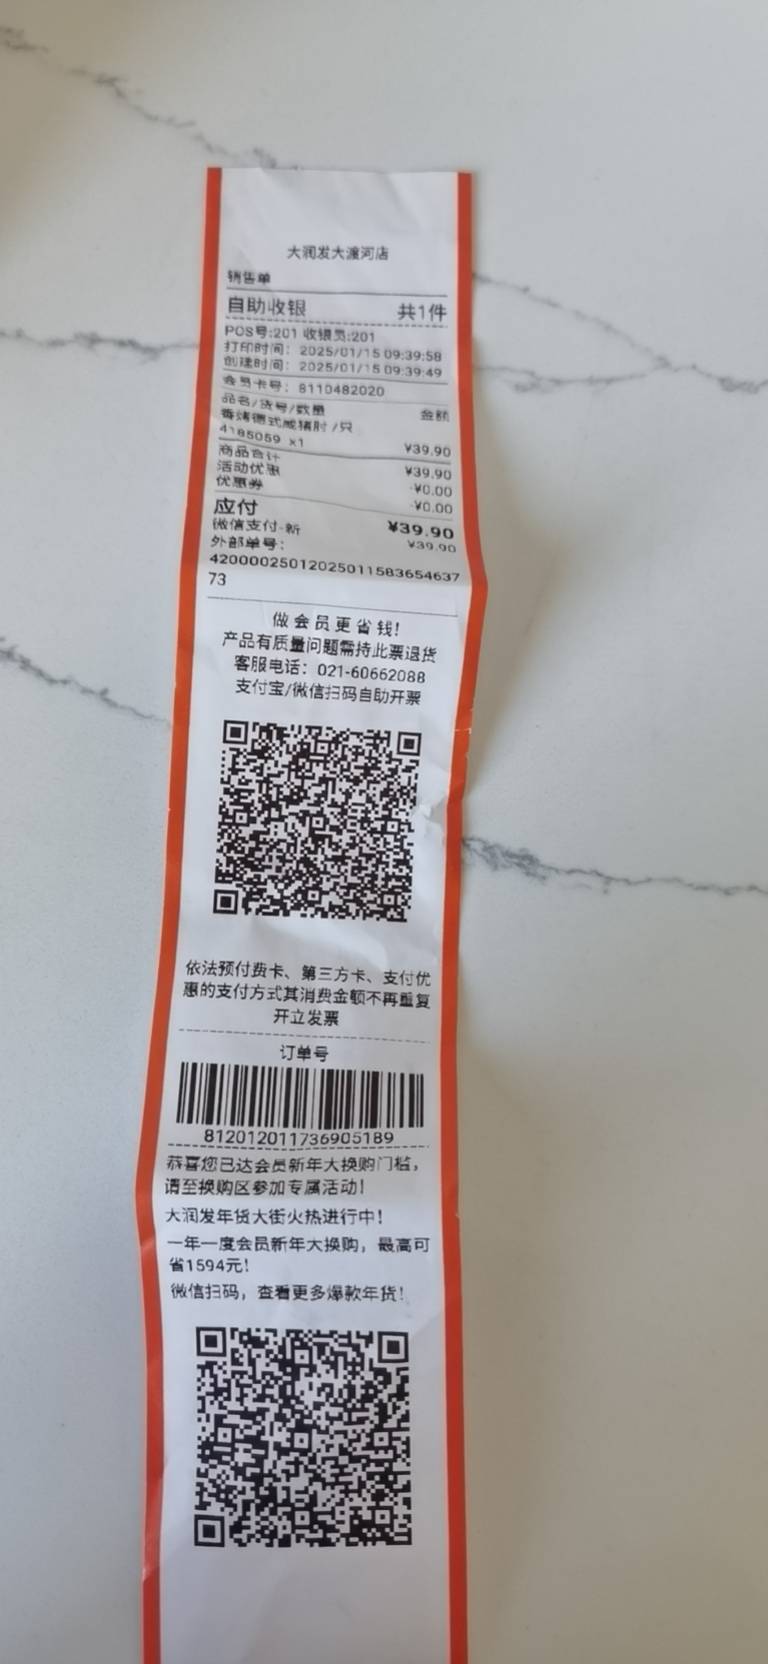 大润发大渡河店
销售单
自助收银 共1件
POS号:201 收银员:201
打印时间: 2025/01/15 09:39:58
创建时间: 2025/01/15 09:39:49
会员卡号: 8110482020
品名/货号/数量 金额
香烤德式咸猪肘 /只
4185059 x1 ¥39.90
商品合计 ¥39.90
活动优惠 -¥0.00
优惠券 -¥0.00
应付 ¥39.90
微信支付-新 ¥39.90
外部单号:
42000025012025011583654637
73
做会员更省钱!
产品有质量问题需持此票退货
客服电话: 021-60662088
支付宝/微信扫码自助开票
依法预付费卡、第三方卡、支付优
惠的支付方式其消费金额不再重复
开立发票
订单号
812012011736905189
恭喜您已达会员新年大换购门槛,
请至换购区参加专属活动!
大润发年货大街火热进行中!
一年一度会员新年大换购, 最高可
省1594元!
微信扫码, 查看更多爆款年货!